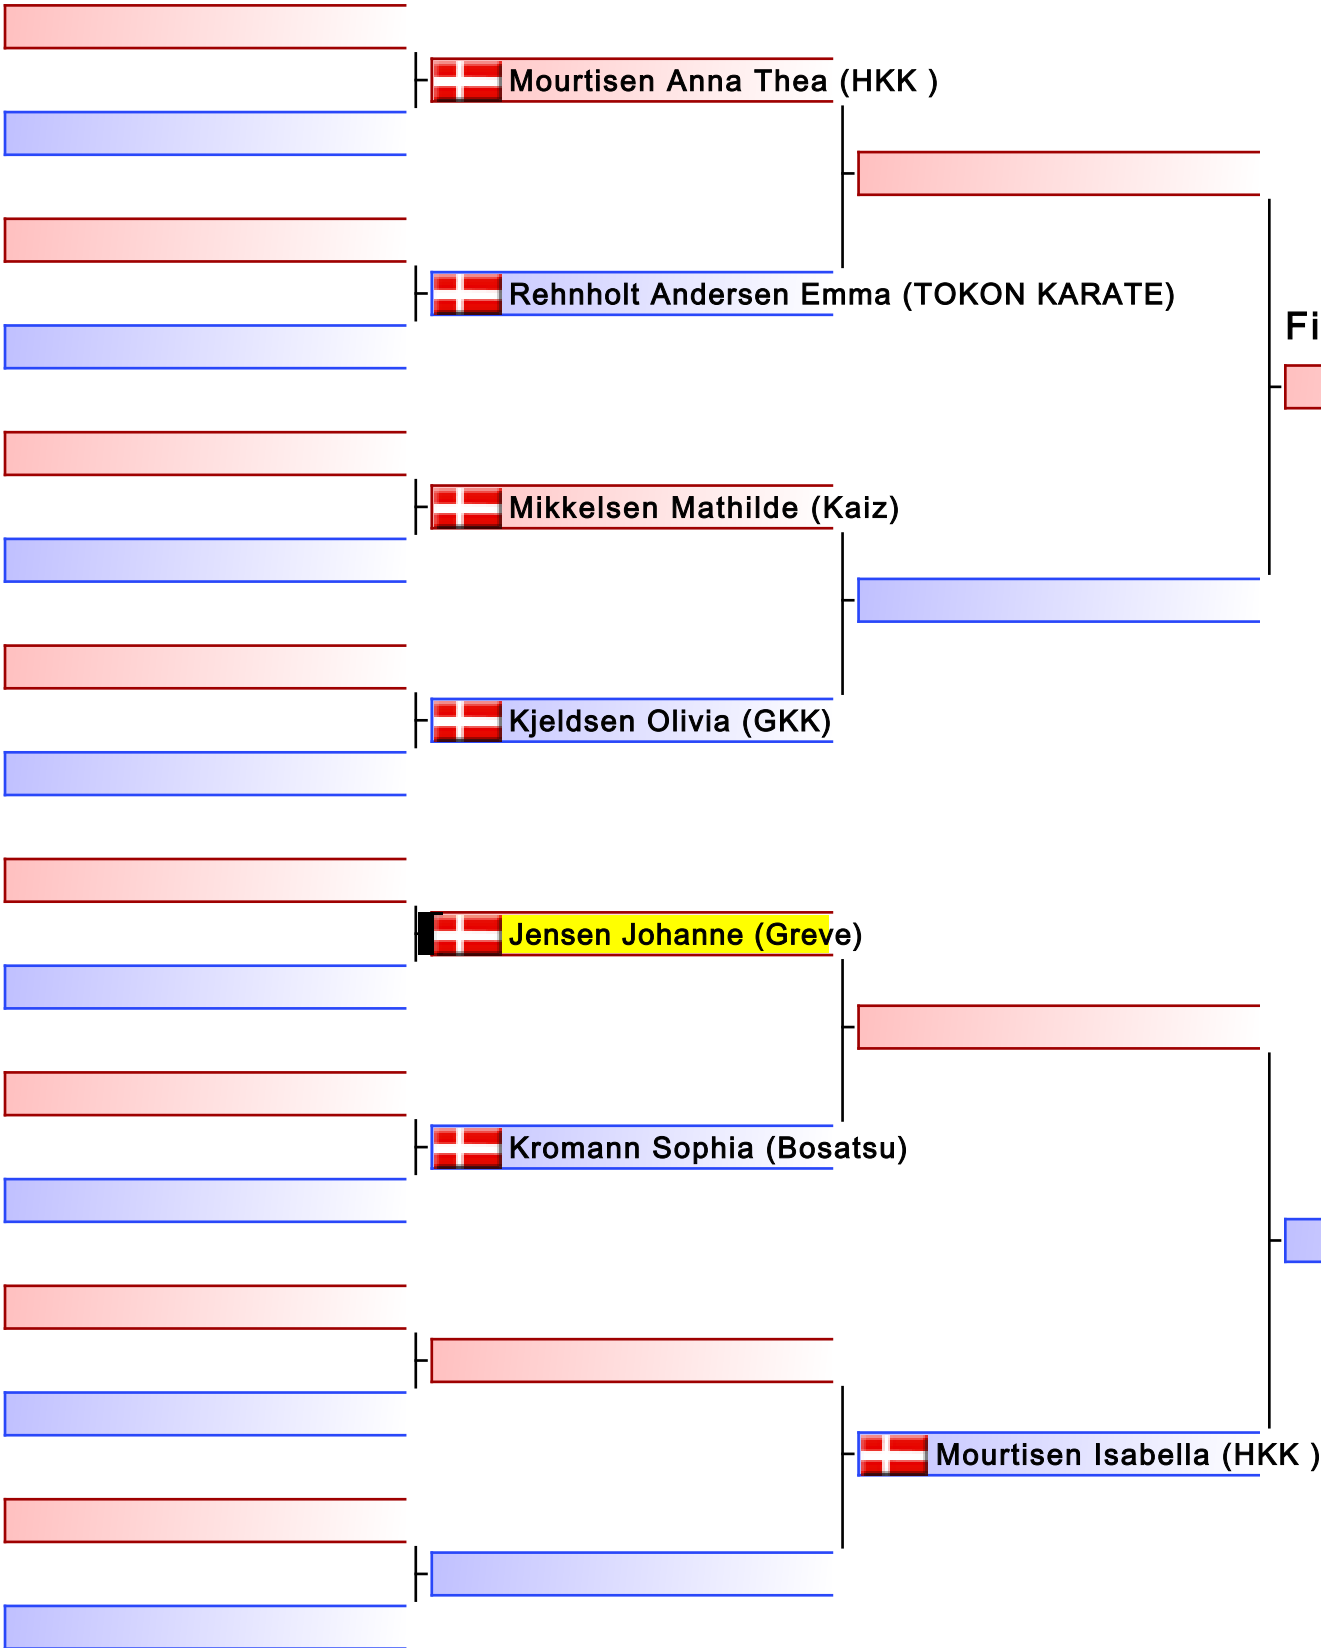 Mourtisen Anna Thea (HKK )
Rehnholt Andersen Emma (TOKON KARATE)
Fi
Mikkelsen Mathilde (Kaiz)
Kjeldsen Olivia (GKK)
Jensen Johanne (Greve)
Kromann Sophia (Bosatsu)
Mourtisen Isabella (HKK )